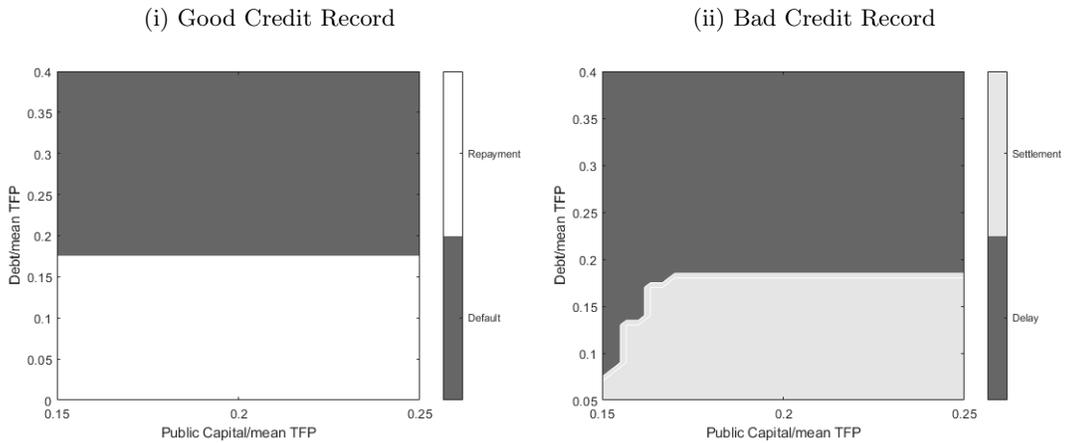 (i) Good Credit Record
0.4
0.35
0.3
0.25
0.2
0.15
0.1
0.05
0
Debt/mean TFP
0.15
0.2
0.25
Public Capital/mean TFP
Repayment
Default
(ii) Bad Credit Record
0.4
0.35
0.3
0.25
0.2
0.15
0.1
0.05
Debt/mean TFP
0.15
0.2
0.25
Public Capital/mean TFP
Settlement
Delay